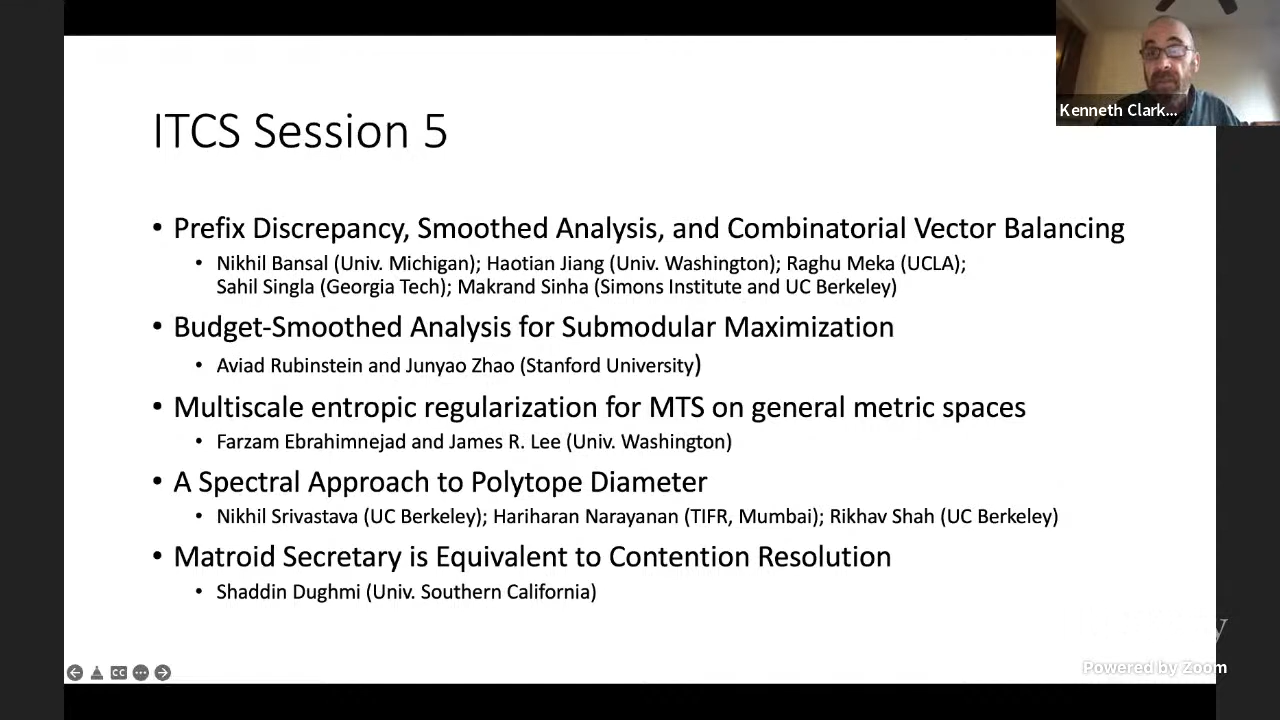 Kenneth Clark...
ITCS Session 5
• Prefix Discrepancy, Smoothed Analysis, and Combinatorial Vector Balancing
• Nikhil Bansal (Univ. Michigan); Haotian Jiang (Univ. Washington); Raghu Meka (UCLA);
Sahil Singla (Georgia Tech); Makrand Sinha (Simons Institute and UC Berkeley)
• Budget-Smoothed Analysis for Submodular Maximization
• Aviad Rubinstein and Junyao Zhao (Stanford University)
• Multiscale entropic regularization for MTS on general metric spaces
• Farzam Ebrahimnejad and James R. Lee (Univ. Washington)
• A Spectral Approach to Polytope Diameter
• Nikhil Srivastava (UC Berkeley); Hariharan Narayanan (TIFR, Mumbai); Rikhav Shah (UC Berkeley)
• Matroid Secretary is Equivalent to Contention Resolution
• Shaddin Dughmi (Univ. Southern California)
CC
Powered by Zoom